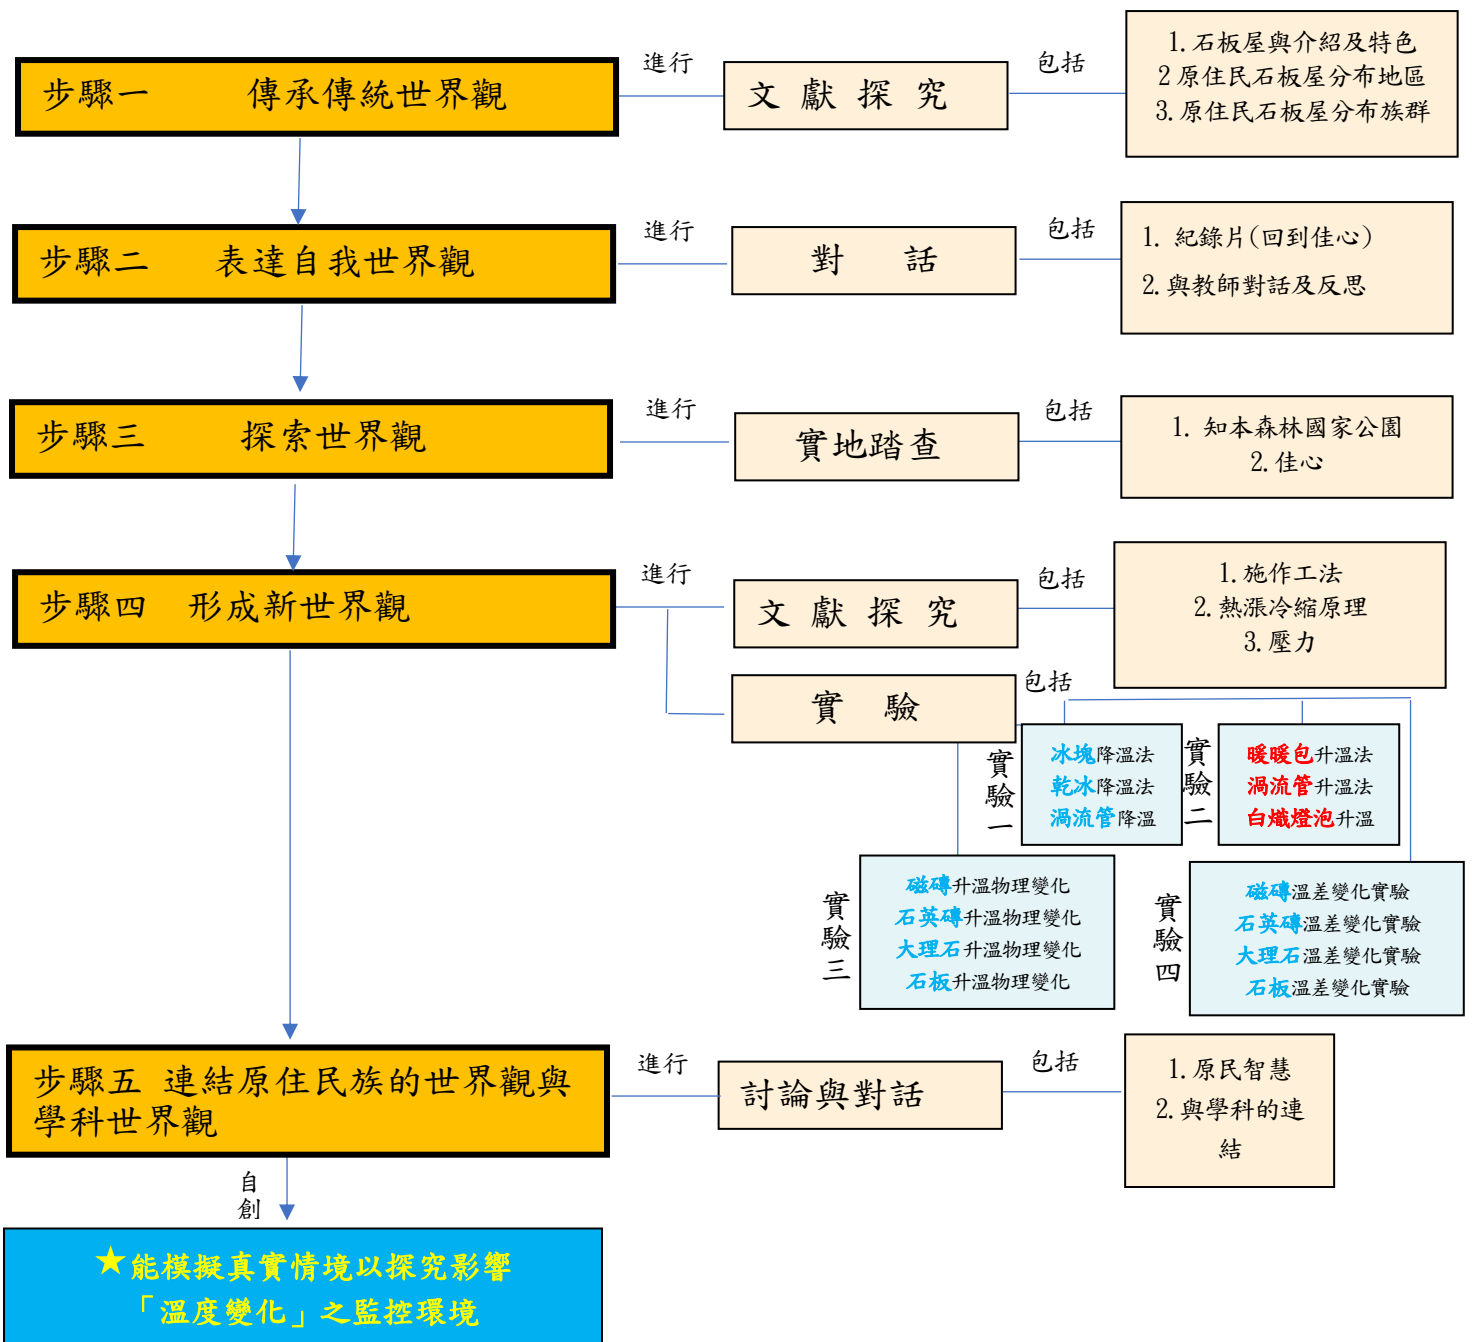 步驟一 傳承傳統世界觀
進行
文獻探究
包括
1.石板屋與介紹及特色
2 原住民石板屋分布地區
3.原住民石板屋分布族群
步驟二 表達自我世界觀
進行
對話
包括
1. 紀錄片(回到佳心)
2.與教師對話及反思
步驟三 探索世界觀
進行
實地踏查
包括
1. 知本森林國家公園
2.佳心
步驟四 形成新世界觀
進行
文獻探究
包括
1.施作工法
2.熱漲冷縮原理
3.壓力
實驗
包括
實驗一
冰塊降溫法
乾冰降溫法
渦流管降溫
實驗二
暖暖包升溫法
渦流管升溫法
白熾燈泡升溫
實驗三
磁磚升溫物理變化
石英磚升溫物理變化
大理石升溫物理變化
石板升溫物理變化
實驗四
磁磚溫差變化實驗
石英磚溫差變化實驗
大理石溫差變化實驗
石板溫差變化實驗
步驟五 連結原住民族的世界觀與
學科世界觀
進行
討論與對話
包括
1.原民智慧
2.與學科的連
結
自創
★能模擬真實情境以探究影響
「溫度變化」之監控環境